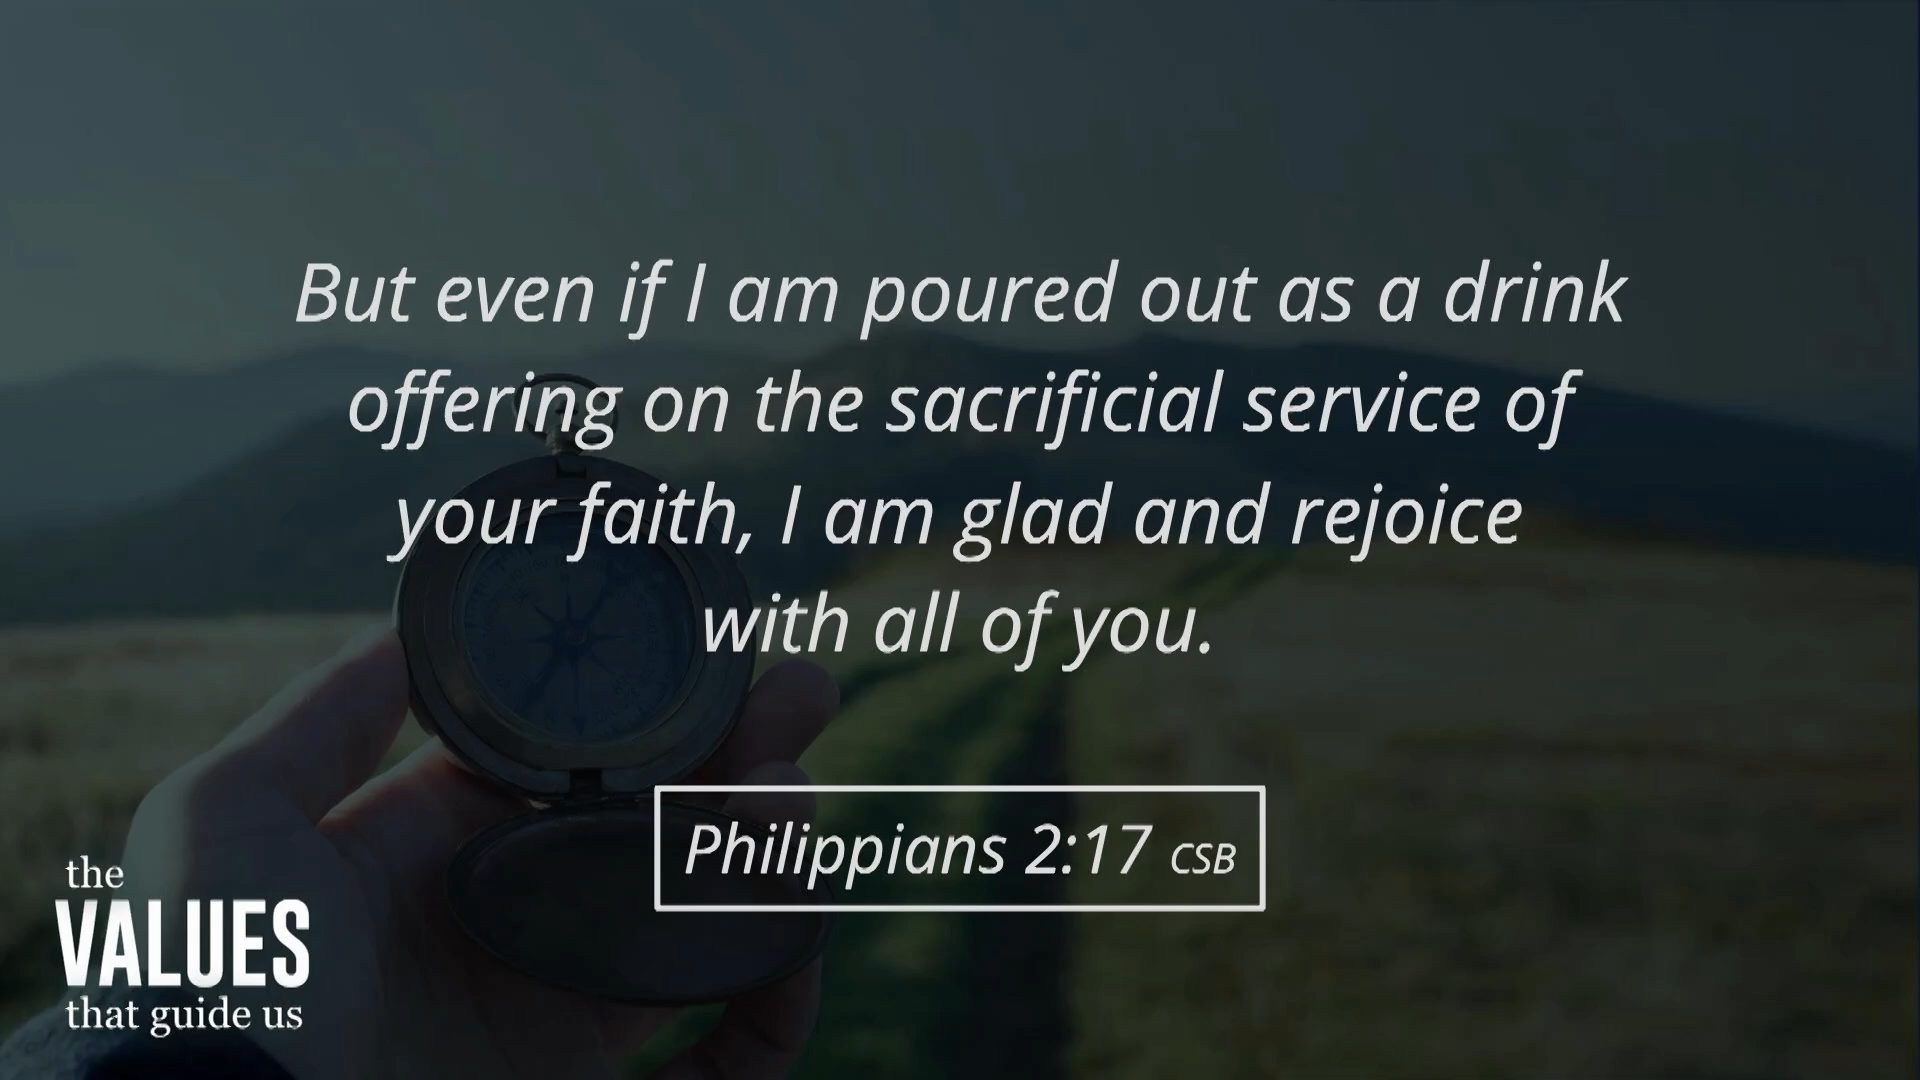 But even if I am poured out as a drink
offering on the sacrificial service of
your faith, I am glad and rejoice
with all of you.
Philippians 2:17 CSB
the
VALUES
that guide us